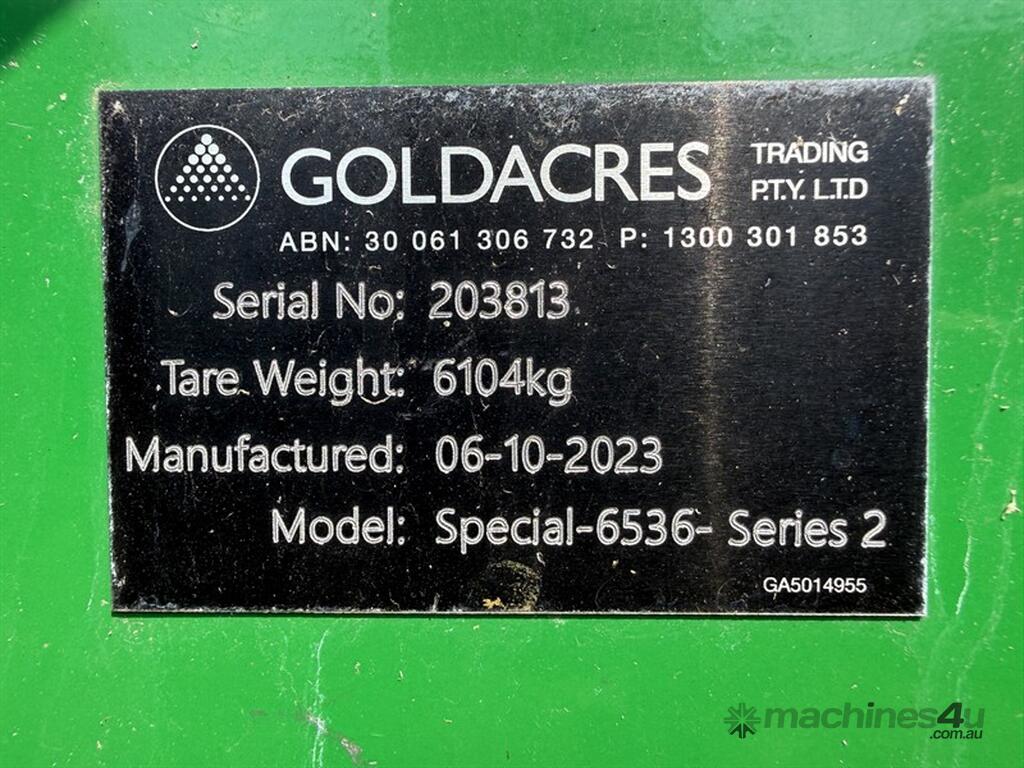 GOLDACRES TRADING P.T.Y. L.T.D
ABN: 30 061 306 732 P: 1300 301 853
Serial No: 203813
Tare Weight: 6104kg
Manufactured: 06-10-2023
Model: Special-6536- Series 2
GA5014955
machines4u.com.au